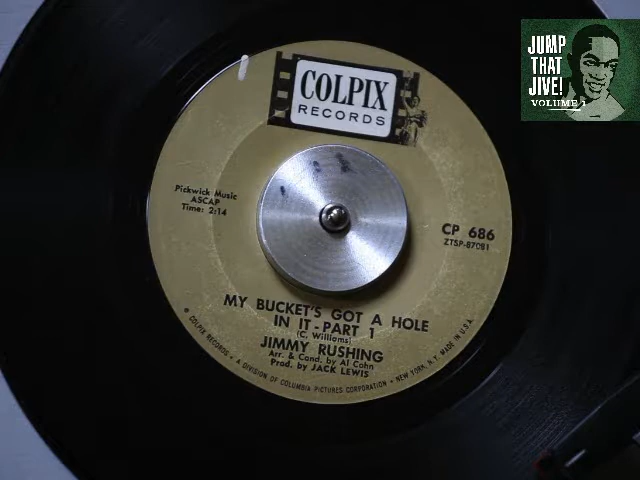 JUMP
THAT
JIVE!
VOLUME 1
COLPIX
RECORDS
Pickwick Music
ASCAP
Time: 2:14
CP 686
ZTSP-87081
MY BUCKET'S GOT A HOLE
IN IT-PART 1
(C. Williams)
JIMMY RUSHING
Arr. & Cond. by Al Cohn
Prod. by JACK LEWIS
© COLPIX RECORDS • A DIVISION OF COLUMBIA PICTURES CORPORATION • NEW YORK, N.Y. MADE IN U.S.A.